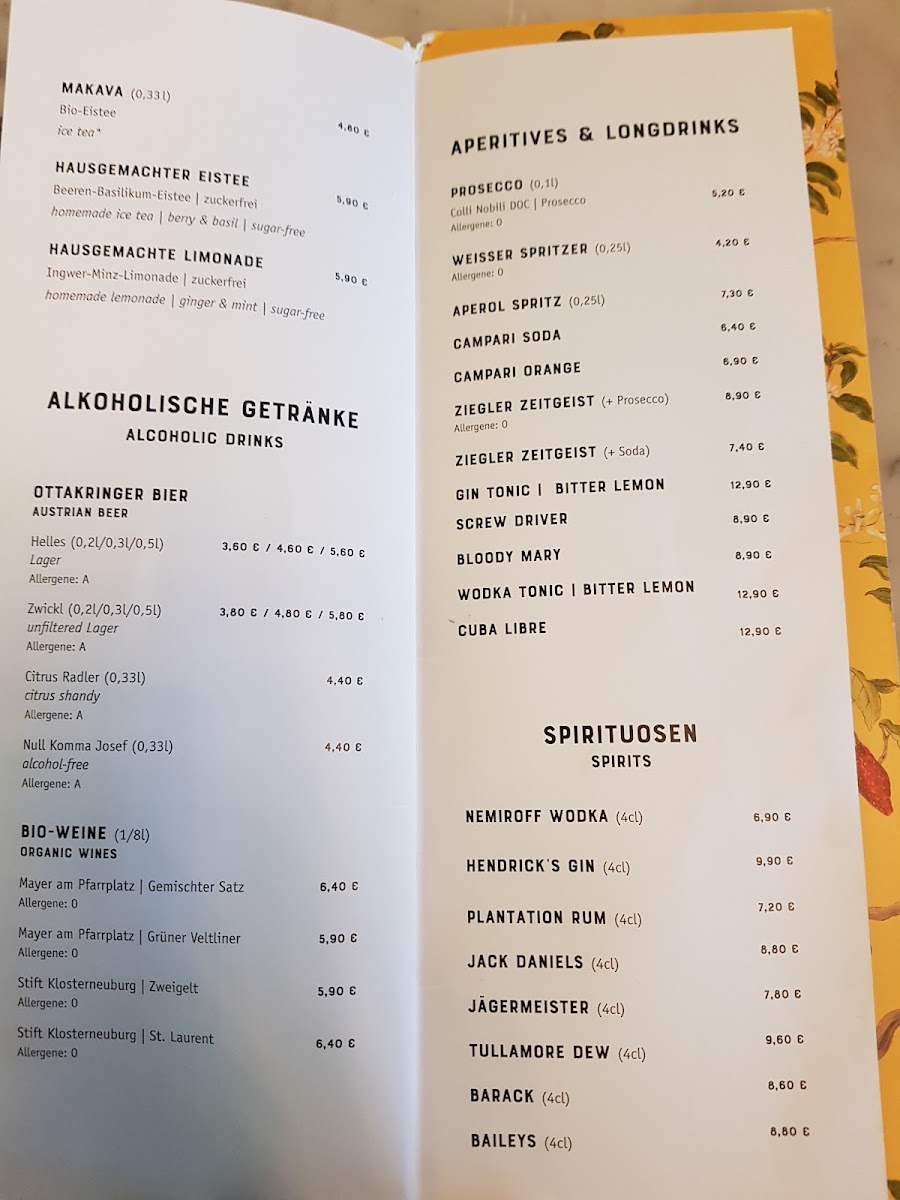 MAKAVA (0,33l)
Bio-Eistee 4,80 €
ice tea*
HAUSGEMACHTER EISTEE
Beeren-Basilikum-Eistee | zuckerfrei 5,90 €
homemade ice tea | berry & basil | sugar-free
HAUSGEMACHTE LIMONADE
Ingwer-Minz-Limonade | zuckerfrei 5,90 €
homemade lemonade | ginger & mint | sugar-free
ALKOHOLISCHE GETRÄNKE
ALCOHOLIC DRINKS
OTTAKRINGER BIER
AUSTRIAN BEER
Helles (0,2l/0,3l/0,5l) 3,60 € / 4,60 € / 5,60 €
Lager
Allergene: A
Zwickl (0,2l/0,3l/0,5l) 3,80 € / 4,80 € / 5,80 €
unfiltered Lager
Allergene: A
Citrus Radler (0,33l) 4,40 €
citrus shandy
Allergene: A
Null Komma Josef (0,33l) 4,40 €
alcohol-free
Allergene: A
BIO-WEINE (1/8l)
ORGANIC WINES
Mayer am Pfarrplatz | Gemischter Satz 6,40 €
Allergene: O
Mayer am Pfarrplatz | Grüner Veltliner 5,90 €
Allergene: O
Stift Klosterneuburg | Zweigelt 5,90 €
Allergene: O
Stift Klosterneuburg | St. Laurent 6,40 €
Allergene: O
APERITIVES & LONGDRINKS
PROSECCO (0,1l) 5,20 €
Colli Nobili DOC | Prosecco
Allergene: O
WEISSER SPRITZER (0,25l) 4,20 €
Allergene: O
APEROL SPRITZ (0,25l) 7,30 €
CAMPARI SODA 6,40 €
CAMPARI ORANGE 6,90 €
ZIEGLER ZEITGEIST (+ Prosecco) 8,90 €
Allergene: O
ZIEGLER ZEITGEIST (+ Soda) 7,40 €
GIN TONIC | BITTER LEMON 12,90 €
SCREW DRIVER 8,90 €
BLOODY MARY 8,90 €
WODKA TONIC | BITTER LEMON 12,90 €
CUBA LIBRE 12,90 €
SPIRITUOSEN
SPIRITS
NEMIROFF WODKA (4cl) 6,90 €
HENDRICK'S GIN (4cl) 9,90 €
PLANTATION RUM (4cl) 7,20 €
JACK DANIELS (4cl) 8,80 €
JÄGERMEISTER (4cl) 7,80 €
TULLAMORE DEW (4cl) 9,60 €
BARACK (4cl) 8,60 €
BAILEYS (4cl) 8,80 €